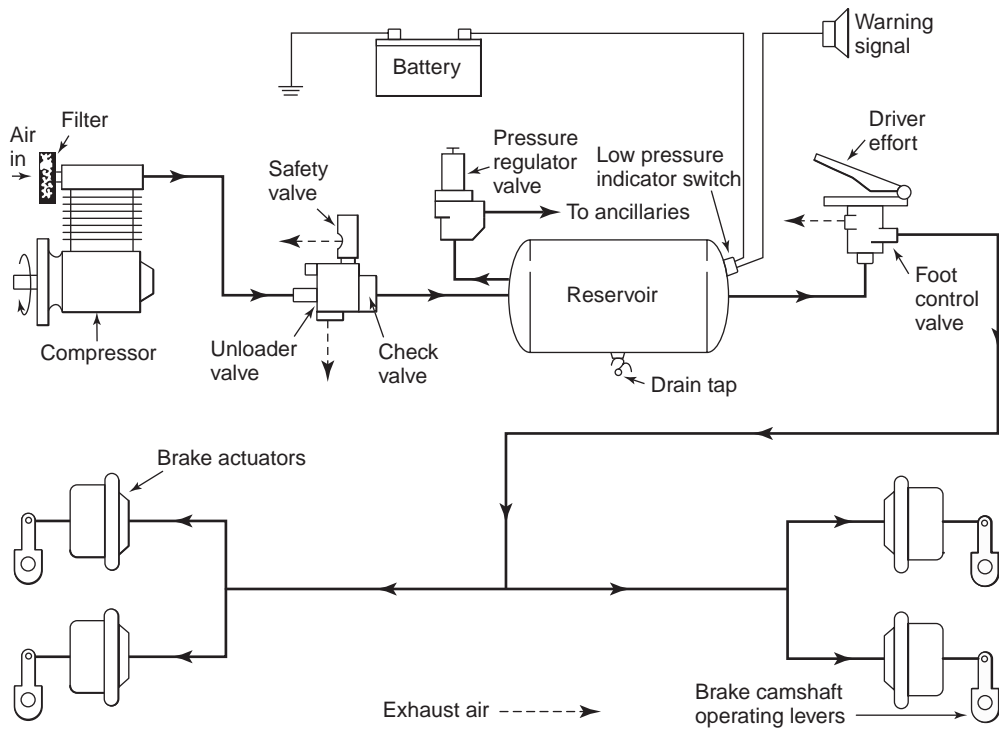 Warning
signal
Battery
Filter
Air
in
Driver
effort
Pressure
regulator
valve
Low pressure
indicator switch
Safety
valve
To ancillaries
Reservoir
Foot
control
valve
Compressor
Unloader
valve
Check
valve
Drain tap
Brake actuators
Brake camshaft
operating levers
Exhaust air